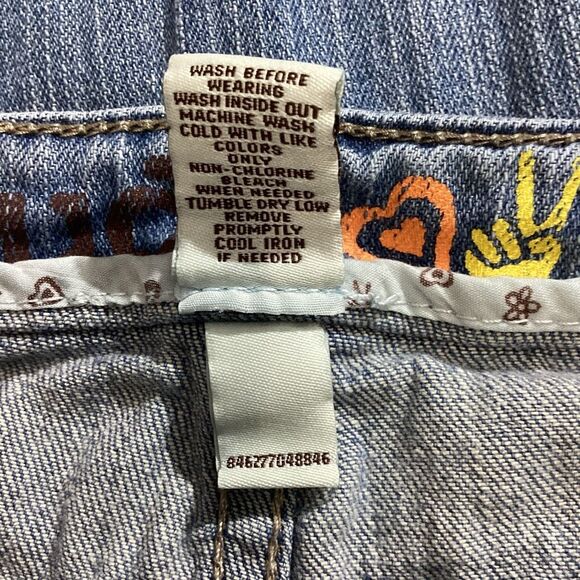 WASH BEFORE
WEARING
WASH INSIDE OUT
MACHINE WASH
COLD WITH LIKE
COLORS
ONLY
NON-CHLORINE
BLEACH
WHEN NEEDED
TUMBLE DRY LOW
REMOVE
PROMPTLY
COOL IRON
IF NEEDED
846277048846